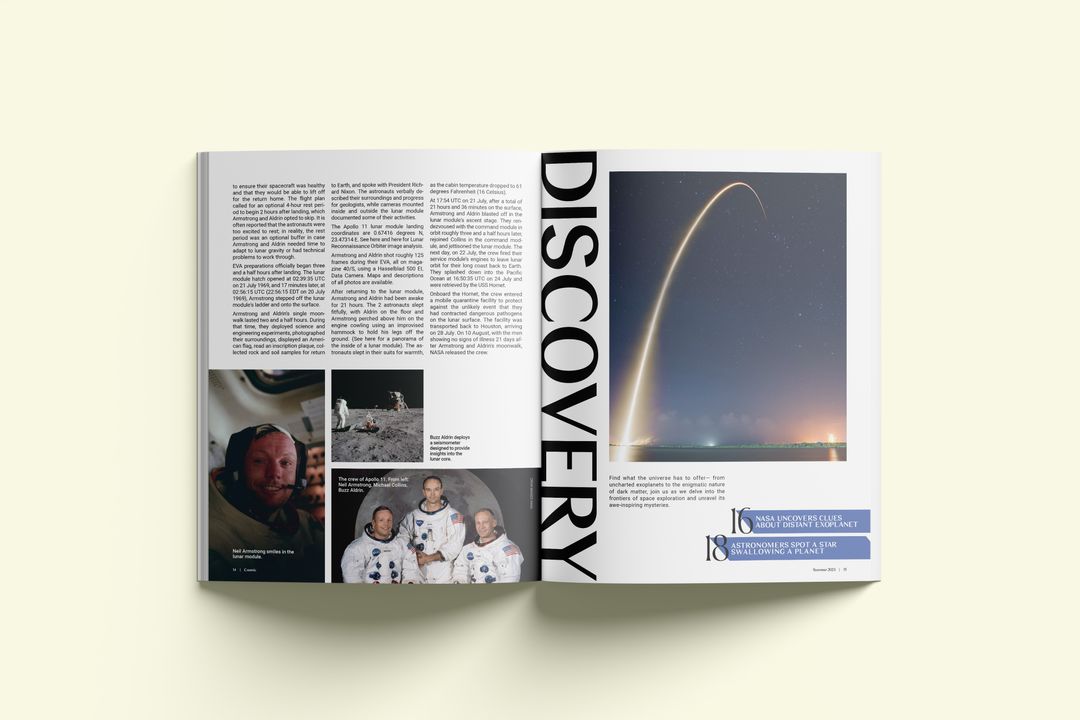 to ensure their spacecraft was healthy
and that they would be able to lift off
for the return home. The flight plan
called for an optional 4-hour rest peri-
od to begin 2 hours after landing, which
Armstrong and Aldrin opted to skip. It is
often reported that the astronauts were
too excited to rest; in reality, the rest
period was an optional buffer in case
Armstrong and Aldrin needed time to
adapt to lunar gravity or had technical
problems to work through.
EVA preparations officially began three
and a half hours after landing. The lunar
module hatch opened at 02:39:35 UTC
on 21 July 1969, and 17 minutes later, at
02:56:15 UTC (22:56:15 EDT on 20 July
1969), Armstrong stepped off the lunar
module's ladder and onto the surface.
Armstrong and Aldrin's single moon-
walk lasted two and a half hours. During
that time, they deployed science and
engineering experiments, photographed
their surroundings, displayed an Ameri-
can flag, read an inscription plaque, col-
lected rock and soil samples for return
to Earth, and spoke with President Rich-
ard Nixon. The astronauts verbally de-
scribed their surroundings and progress
for geologists, while cameras mounted
inside and outside the lunar module
documented some of their activities.
The Apollo 11 lunar module landing
coordinates are 0.67416 degrees N,
23.47314 E. See here and here for Lunar
Reconnaissance Orbiter image analysis.
Armstrong and Aldrin shot roughly 125
frames during their EVA, all on maga-
zine 40/S, using a Hasselblad 500 EL
Data Camera. Maps and descriptions
of all photos are available.
After returning to the lunar module,
Armstrong and Aldrin had been awake
for 21 hours. The 2 astronauts slept
fitfully, with Aldrin on the floor and
Armstrong perched above him on the
engine cowling using an improvised
hammock to hold his legs off the
ground. (See here for a panorama of
the inside of a lunar module). The as-
tronauts slept in their suits for warmth,
as the cabin temperature dropped to 61
degrees Fahrenheit (16 Celsius).
At 17:54 UTC on 21 July, after a total of
21 hours and 36 minutes on the surface,
Armstrong and Aldrin blasted off in the
lunar module's ascent stage. They ren-
dezvoused with the command module in
orbit roughly three and a half hours later,
rejoined Collins in the command mod-
ule, and jettisoned the lunar module. The
next day, on 22 July, the crew fired their
service module's engines to leave lunar
orbit for their long coast back to Earth.
They splashed down into the Pacific
Ocean at 16:50:35 UTC on 24 July and
were retrieved by the USS Hornet.
Onboard the Hornet, the crew entered
a mobile quarantine facility to protect
against the unlikely event that they
had contracted dangerous pathogens
on the lunar surface. The facility was
transported back to Houston, arriving
on 28 July. On 10 August, with the men
showing no signs of illness 21 days af-
ter Armstrong and Aldrin's moonwalk,
NASA released the crew.
Buzz Aldrin deploys
a seismometer
designed to provide
insights into the
lunar core.
The crew of Apollo 11. From left:
Neil Armstrong, Michael Collins,
Buzz Aldrin.
Neil Armstrong smiles in the
lunar module.
14 | Cosmic
DISCOVERY
Find what the universe has to offer— from
uncharted exoplanets to the enigmatic nature
of dark matter, join us as we delve into the
frontiers of space exploration and unravel its
awe-inspiring mysteries.
16 NASA UNCOVERS CLUES
ABOUT DISTANT EXOPLANET
18 ASTRONOMERS SPOT A STAR
SWALLOWING A PLANET
Summer 2023 | 15